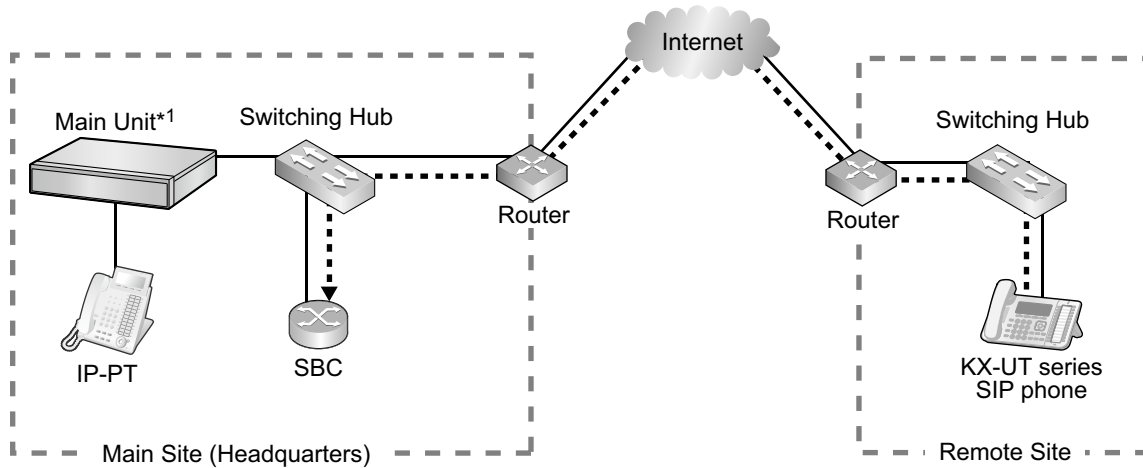 Internet
Main Unit*1
Switching Hub
Switching Hub
Router
Router
IP-PT
SBC
KX-UT series
SIP phone
Main Site (Headquarters)
Remote Site